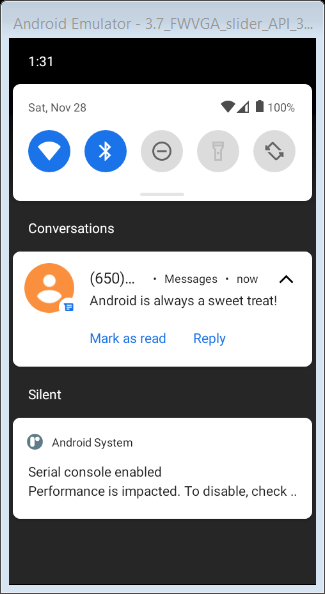 Android Emulator - 3.7_FWVGA_slider_API_3...
1:31
Sat, Nov 28 100%
Conversations
(650)... • Messages • now
Android is always a sweet treat!
Mark as read Reply
Silent
Android System
Serial console enabled
Performance is impacted. To disable, check ..